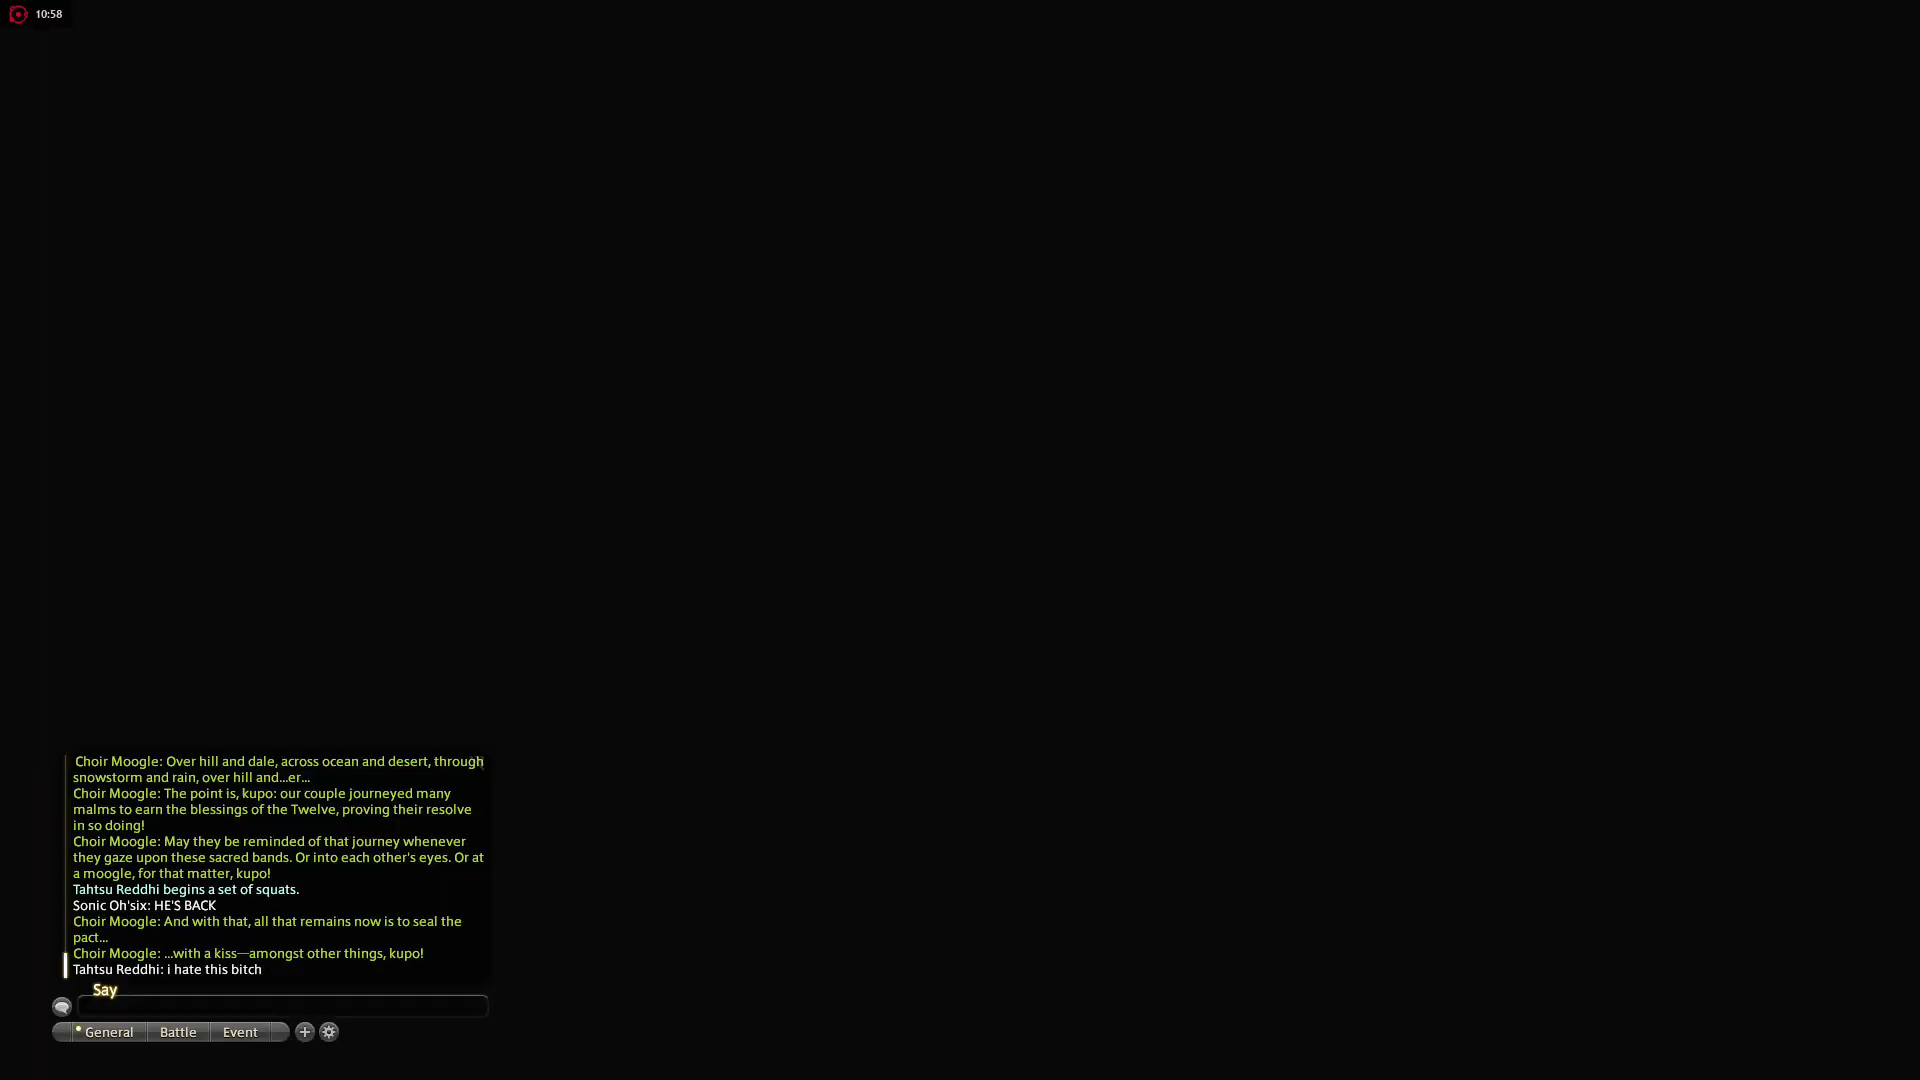 10:58
Choir Moogle: Over hill and dale, across ocean and desert, through
snowstorm and rain, over hill and...er...
Choir Moogle: The point is, kupo: our couple journeyed many
malms to earn the blessings of the Twelve, proving their resolve
in so doing!
Choir Moogle: May they be reminded of that journey whenever
they gaze upon these sacred bands. Or into each other's eyes. Or at
a moogle, for that matter, kupo!
Tahtsu Reddhi begins a set of squats.
Sonic Oh'six: HE'S BACK
Choir Moogle: And with that, all that remains now is to seal the
pact...
Choir Moogle: ...with a kiss—amongst other things, kupo!
Tahtsu Reddhi: i hate this bitch
Say
General Battle Event